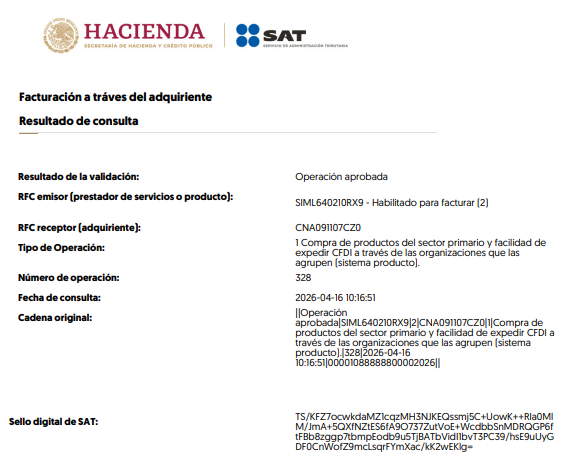 HACIENDA
SECRETARÍA DE HACIENDA Y CRÉDITO PÚBLICO
SAT
SERVICIO DE ADMINISTRACIÓN TRIBUTARIA
Facturación a tráves del adquiriente
Resultado de consulta
Resultado de la validación: Operación aprobada
RFC emisor (prestador de servicios o producto): SIML640210RX9 - Habilitado para facturar (2)
RFC receptor (adquiriente): CNA091107CZ0
Tipo de Operación: 1 Compra de productos del sector primario y facilidad de
expedir CFDI a través de las organizaciones que las
agrupen (sistema producto).
Número de operación: 328
Fecha de consulta: 2026-04-16 10:16:51
Cadena original: ||Operación
aprobada|SIML640210RX9|2|CNA091107CZ0|1|Compra de
productos del sector primario y facilidad de expedir CFDI a
través de las organizaciones que las agrupen (sistema
producto).|328|2026-04-16
10:16:51|00001088888800002026||
Sello digital de SAT: TS/KFZ7ocwkdaMZ1cqzMH3NJKEQssmj5C+UowK++Rla0Ml
M/JmA+5QXfNZtES6fA9O737ZutVoE+WcdbbSnMDRQGP6f
tFBb8zggp7tbmpEodb9u5TjBATbVidI1bvT3PC39/hsE9uUyG
DF0CnWofZ9mcLsqrFYmXac/kK2wEKIg=